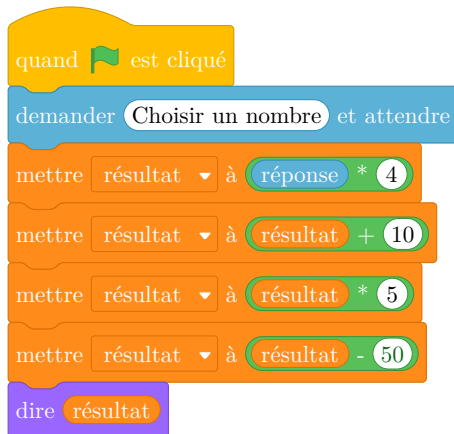 quand est cliqué
demander Choisir un nombre et attendre
mettre résultat à réponse * 4
mettre résultat à résultat + 10
mettre résultat à résultat * 5
mettre résultat à résultat - 50
dire résultat